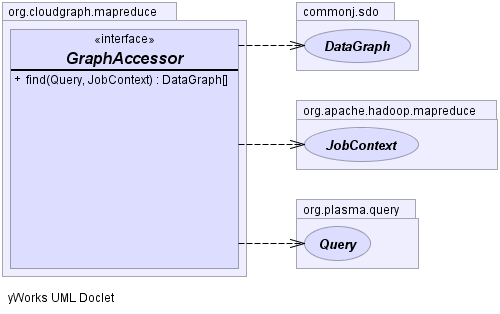 org.cloudgraph.mapreduce
«interface»
GraphAccessor
+ find(Query, JobContext) : DataGraph[]
commonj.sdo
DataGraph
org.apache.hadoop.mapreduce
JobContext
org.plasma.query
Query
yWorks UML Doclet